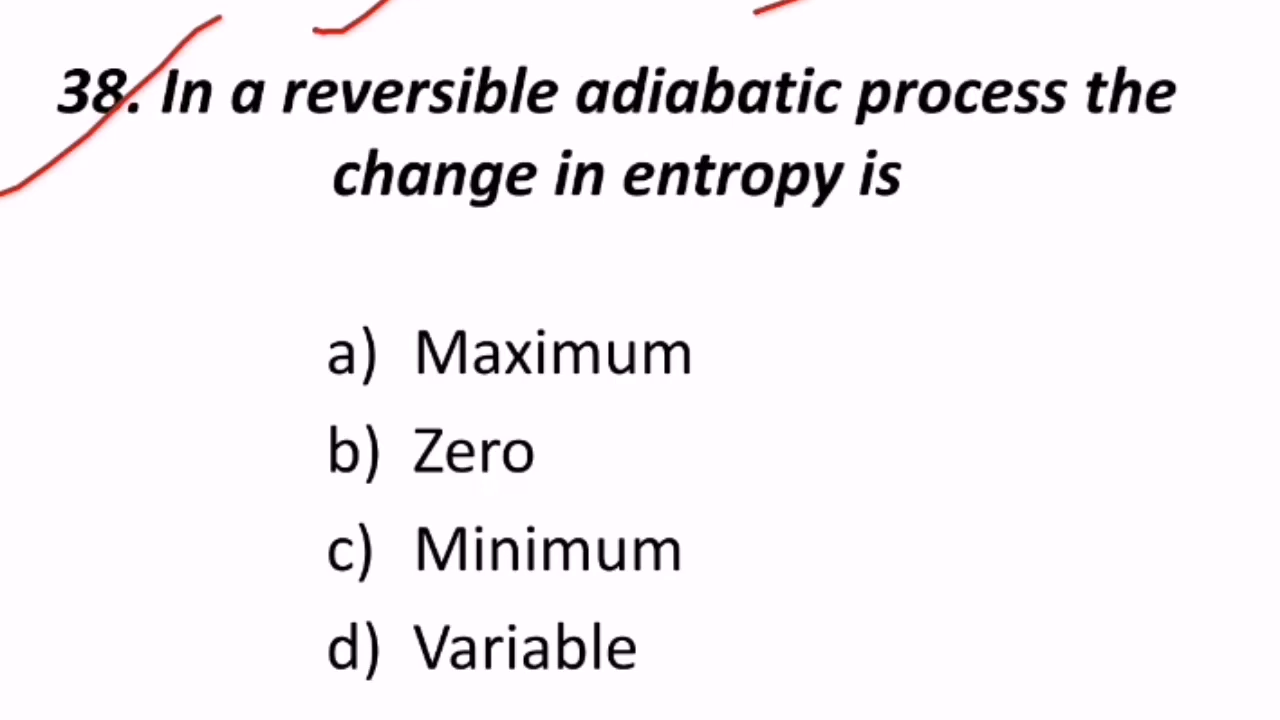 38. In a reversible adiabatic process the
change in entropy is
a) Maximum
b) Zero
c) Minimum
d) Variable